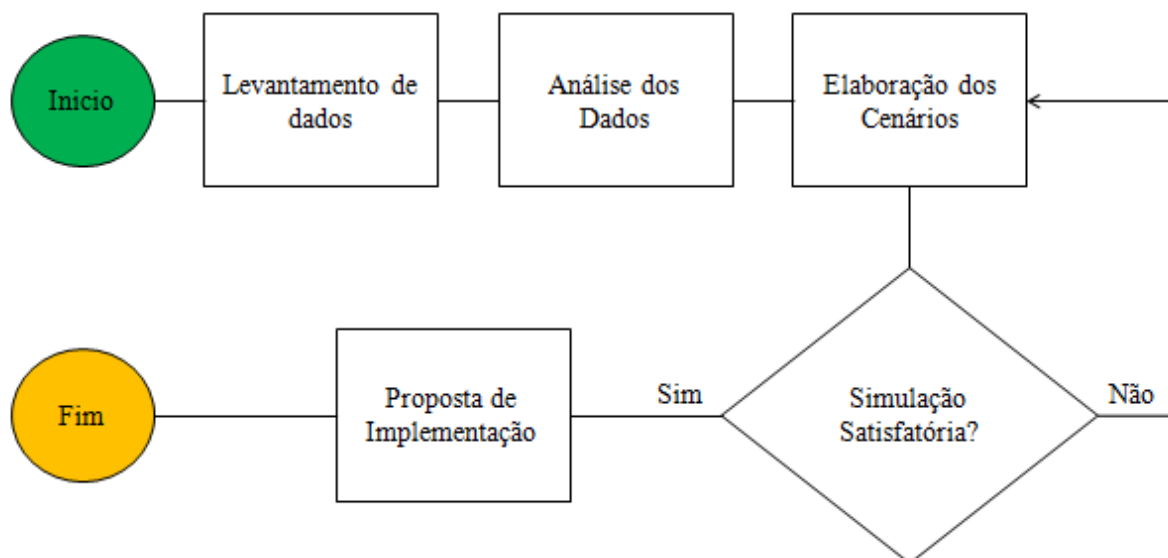 Inicio
Levantamento de
dados
Análise dos
Dados
Elaboração dos
Cenários
Fim
Proposta de
Implementação
Sim
Simulação
Satisfatória?
Não